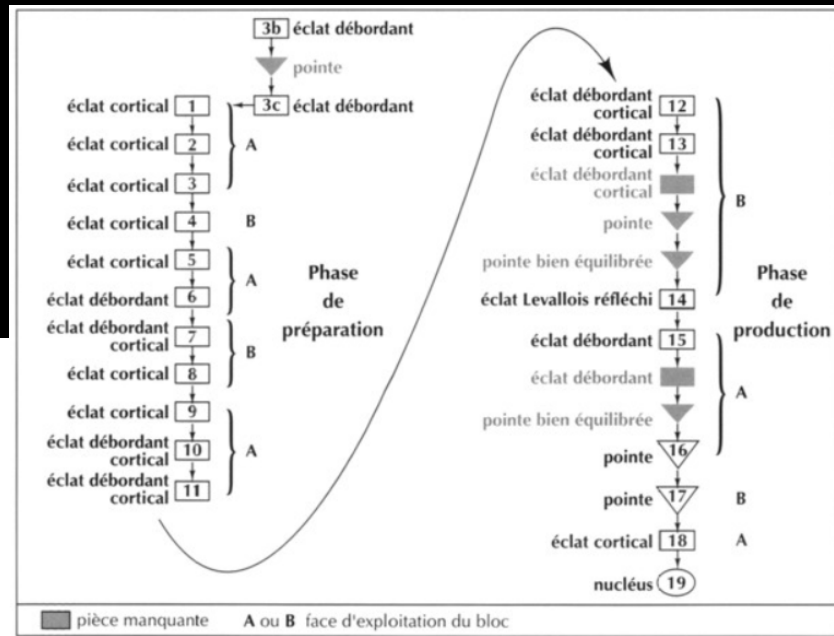 3b éclat débordant
pointe
3c éclat débordant
éclat cortical 1
éclat cortical 2
éclat cortical 3
A
éclat cortical 4
B
éclat cortical 5
éclat débordant 6
A
éclat débordant
cortical 7
éclat cortical 8
B
éclat cortical 9
éclat débordant
cortical 10
éclat débordant
cortical 11
A
Phase
de
préparation
éclat débordant
cortical 12
éclat débordant
cortical 13
éclat débordant
cortical
pointe
pointe bien équilibrée
éclat Levallois réfléchi 14
B
éclat débordant 15
éclat débordant
pointe bien équilibrée
pointe 16
A
pointe 17 B
éclat cortical 18 A
nucléus 19
Phase
de
production
pièce manquante A ou B face d'exploitation du bloc